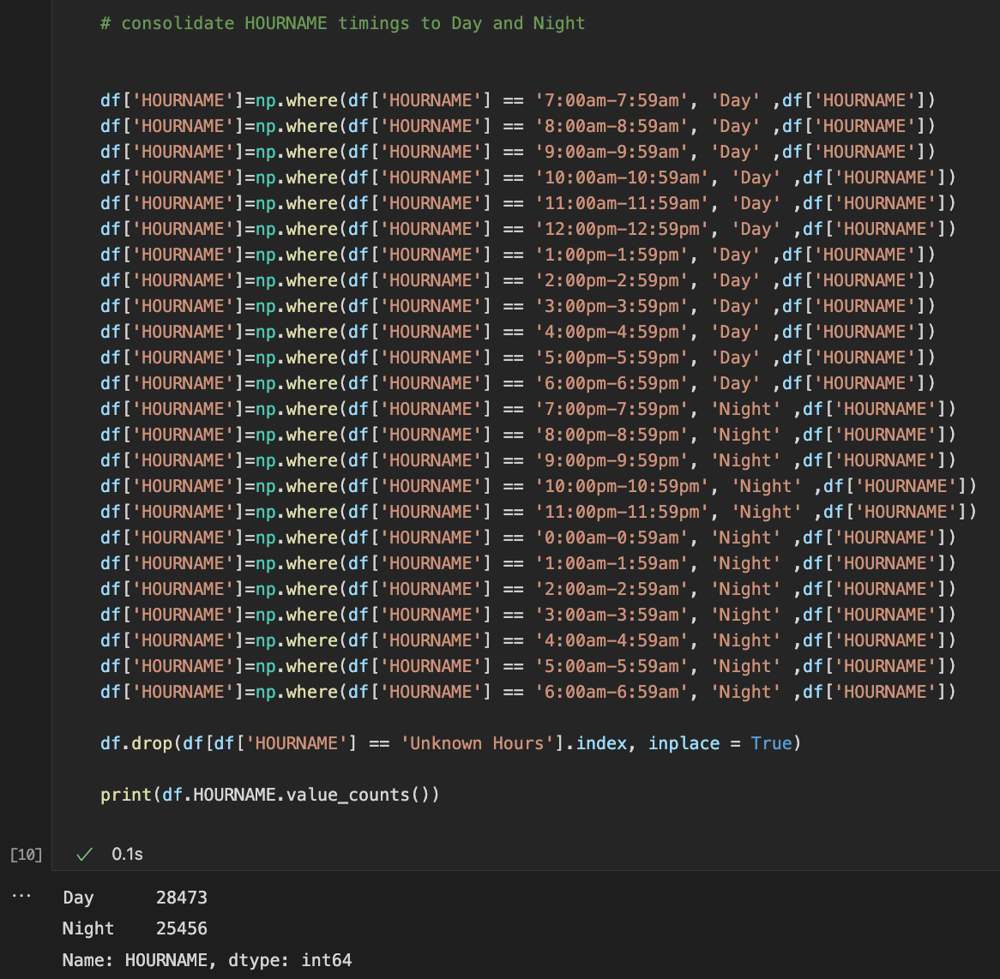 # consolidate HOURNAME timings to Day and Night
df['HOURNAME']=np.where(df['HOURNAME'] == '7:00am-7:59am', 'Day' ,df['HOURNAME'])
df['HOURNAME']=np.where(df['HOURNAME'] == '8:00am-8:59am', 'Day' ,df['HOURNAME'])
df['HOURNAME']=np.where(df['HOURNAME'] == '9:00am-9:59am', 'Day' ,df['HOURNAME'])
df['HOURNAME']=np.where(df['HOURNAME'] == '10:00am-10:59am', 'Day' ,df['HOURNAME'])
df['HOURNAME']=np.where(df['HOURNAME'] == '11:00am-11:59am', 'Day' ,df['HOURNAME'])
df['HOURNAME']=np.where(df['HOURNAME'] == '12:00pm-12:59pm', 'Day' ,df['HOURNAME'])
df['HOURNAME']=np.where(df['HOURNAME'] == '1:00pm-1:59pm', 'Day' ,df['HOURNAME'])
df['HOURNAME']=np.where(df['HOURNAME'] == '2:00pm-2:59pm', 'Day' ,df['HOURNAME'])
df['HOURNAME']=np.where(df['HOURNAME'] == '3:00pm-3:59pm', 'Day' ,df['HOURNAME'])
df['HOURNAME']=np.where(df['HOURNAME'] == '4:00pm-4:59pm', 'Day' ,df['HOURNAME'])
df['HOURNAME']=np.where(df['HOURNAME'] == '5:00pm-5:59pm', 'Day' ,df['HOURNAME'])
df['HOURNAME']=np.where(df['HOURNAME'] == '6:00pm-6:59pm', 'Day' ,df['HOURNAME'])
df['HOURNAME']=np.where(df['HOURNAME'] == '7:00pm-7:59pm', 'Night' ,df['HOURNAME'])
df['HOURNAME']=np.where(df['HOURNAME'] == '8:00pm-8:59pm', 'Night' ,df['HOURNAME'])
df['HOURNAME']=np.where(df['HOURNAME'] == '9:00pm-9:59pm', 'Night' ,df['HOURNAME'])
df['HOURNAME']=np.where(df['HOURNAME'] == '10:00pm-10:59pm', 'Night' ,df['HOURNAME'])
df['HOURNAME']=np.where(df['HOURNAME'] == '11:00pm-11:59pm', 'Night' ,df['HOURNAME'])
df['HOURNAME']=np.where(df['HOURNAME'] == '0:00am-0:59am', 'Night' ,df['HOURNAME'])
df['HOURNAME']=np.where(df['HOURNAME'] == '1:00am-1:59am', 'Night' ,df['HOURNAME'])
df['HOURNAME']=np.where(df['HOURNAME'] == '2:00am-2:59am', 'Night' ,df['HOURNAME'])
df['HOURNAME']=np.where(df['HOURNAME'] == '3:00am-3:59am', 'Night' ,df['HOURNAME'])
df['HOURNAME']=np.where(df['HOURNAME'] == '4:00am-4:59am', 'Night' ,df['HOURNAME'])
df['HOURNAME']=np.where(df['HOURNAME'] == '5:00am-5:59am', 'Night' ,df['HOURNAME'])
df['HOURNAME']=np.where(df['HOURNAME'] == '6:00am-6:59am', 'Night' ,df['HOURNAME'])
df.drop(df[df['HOURNAME'] == 'Unknown Hours'].index, inplace = True)
print(df.HOURNAME.value_counts())
[10] ✓ 0.1s
... Day 28473
Night 25456
Name: HOURNAME, dtype: int64